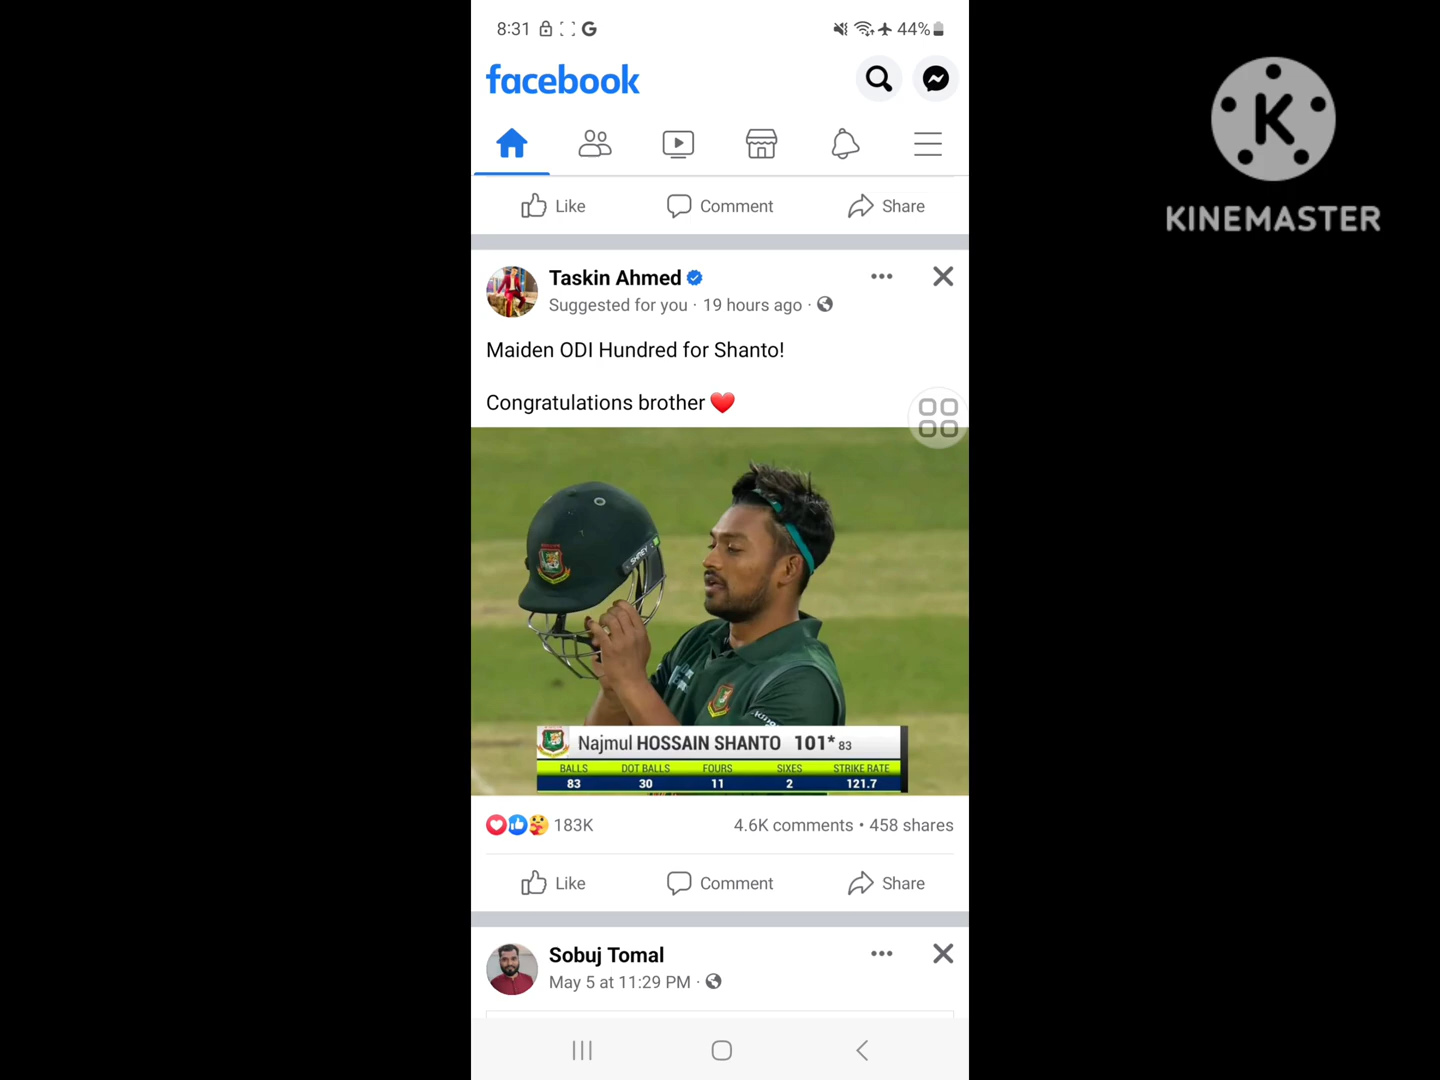 8:31 G 44%
facebook
Like Comment Share
Taskin Ahmed
Suggested for you · 19 hours ago ·
Maiden ODI Hundred for Shanto!
Congratulations brother ❤️
SHREY
Najmul HOSSAIN SHANTO 101* 83
BALLS DOT BALLS FOURS SIXES STRIKE RATE
83 30 11 2 121.7
183K 4.6K comments • 458 shares
Like Comment Share
Sobuj Tomal
May 5 at 11:29 PM ·
K
KINEMASTER